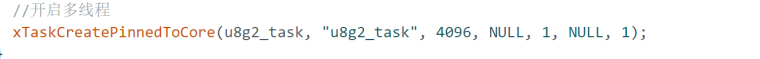 //开启多线程
xTaskCreatePinnedToCore(u8g2_task, "u8g2_task", 4096, NULL, 1, NULL, 1);